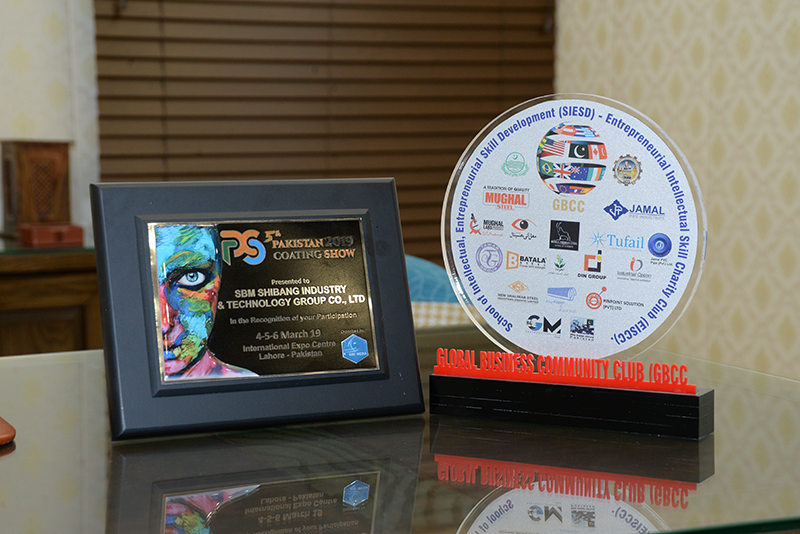 PCS
5th
PAKISTAN 2019
COATING SHOW
Presented to
SBM SHIBANG INDUSTRY
& TECHNOLOGY GROUP CO., LTD
In the Recognition of your Participation
4-5-6 March 19
International Expo Centre
Lahore - Pakistan
School of Intellectual, Entrepreneurial Skill Development (SIESD) - Entrepreneurial Intellectual Skill Charity Club (EISCC).
GBCC
A TRADITION OF QUALITY
MUGHAL
STEEL
JAMAL
MUGHAL
Tufail
BATALA
DIN GROUP
PINPOINT SOLUTION
(PVT) LTD
GM
GLOBAL BUSINESS COMMUNITY CLUB (GBCC